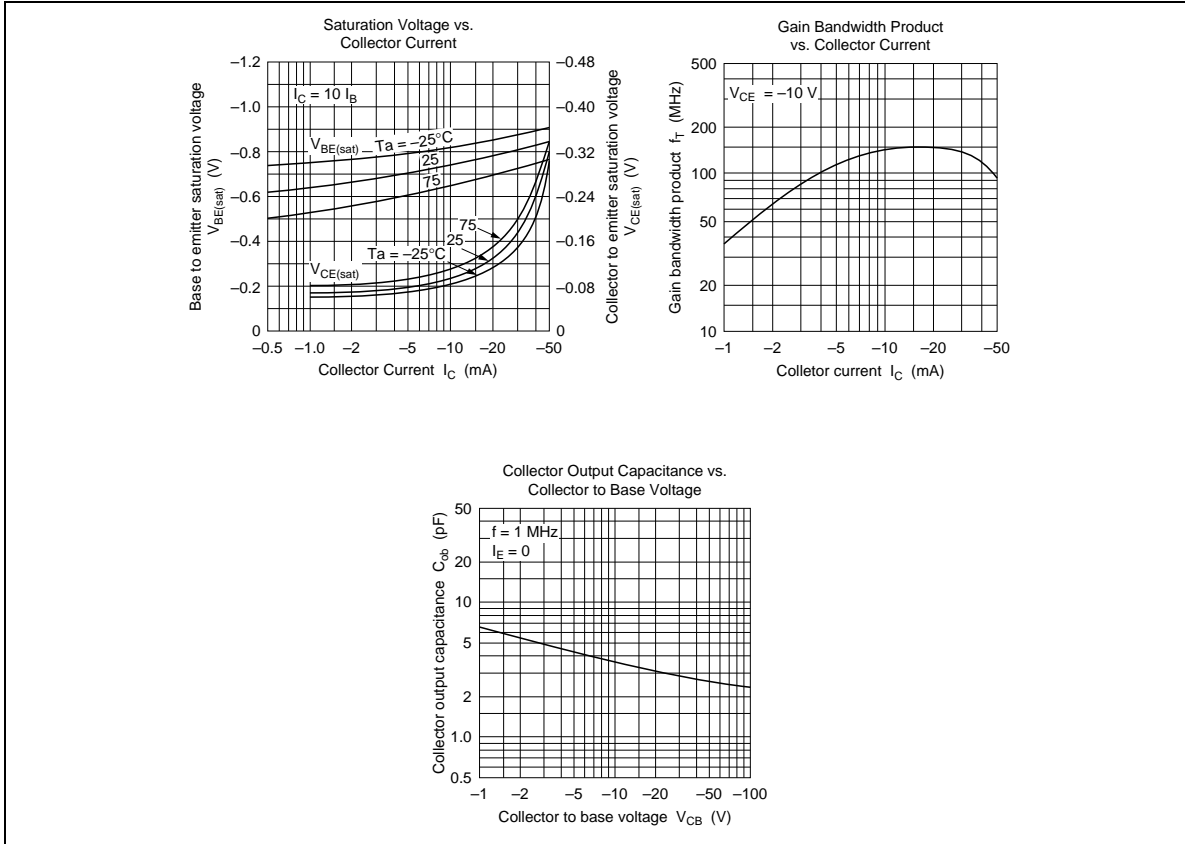 Saturation Voltage vs.
Collector Current
Base to emitter saturation voltage
V_BE(sat) (V)
–1.2
–1.0
–0.8
–0.6
–0.4
–0.2
0
I_C = 10 I_B
V_BE(sat)
Ta = –25°C
25
75
75
25
Ta = –25°C
V_CE(sat)
–0.48
–0.40
–0.32
–0.24
–0.16
–0.08
0
Collector to emitter saturation voltage
V_CE(sat) (V)
–0.5 –1.0 –2 –5 –10 –20 –50
Collector Current I_C (mA)
Gain Bandwidth Product
vs. Collector Current
Gain bandwidth product f_T (MHz)
500
200
100
50
20
10
V_CE = –10 V
–1 –2 –5 –10 –20 –50
Colletor current I_C (mA)
Collector Output Capacitance vs.
Collector to Base Voltage
Collector output capacitance C_ob (pF)
50
20
10
5
2
1.0
0.5
f = 1 MHz
I_E = 0
–1 –2 –5 –10 –20 –50 –100
Collector to base voltage V_CB (V)